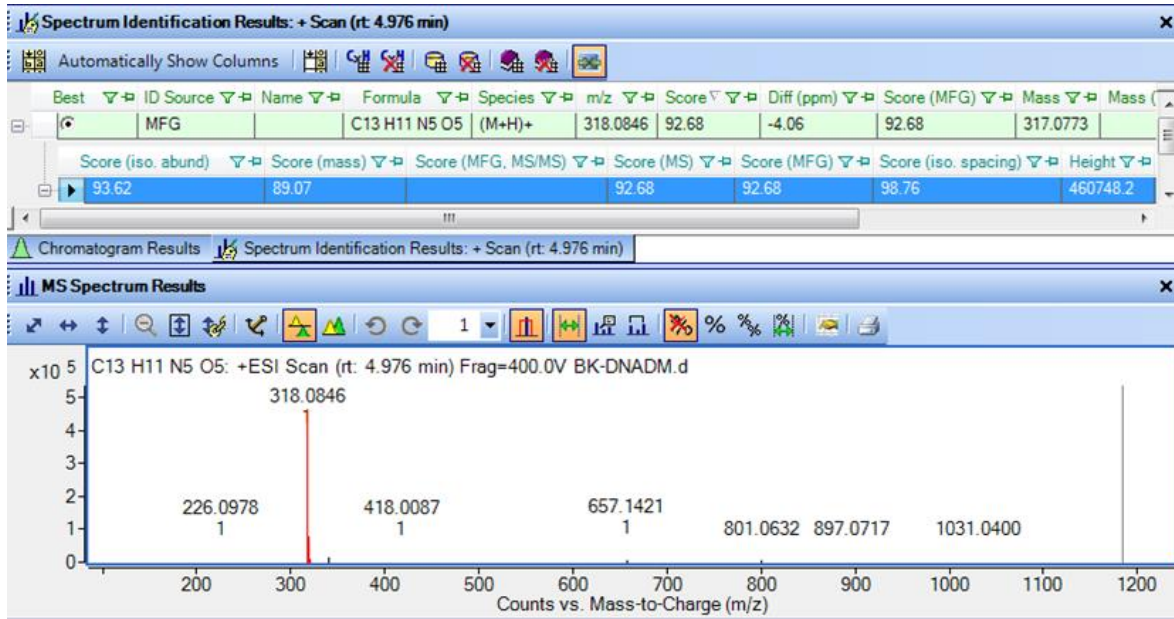 Spectrum Identification Results: + Scan (rt: 4.976 min)
Automatically Show Columns
Best ID Source Name Formula Species m/z Score Diff (ppm) Score (MFG) Mass Mass (
MFG C13 H11 N5 O5 (M+H)+ 318.0846 92.68 -4.06 92.68 317.0773
Score (iso. abund) Score (mass) Score (MFG, MS/MS) Score (MS) Score (MFG) Score (iso. spacing) Height
93.62 89.07 92.68 92.68 98.76 460748.2
Chromatogram Results Spectrum Identification Results: + Scan (rt: 4.976 min)
MS Spectrum Results
1 % %
x10 5 C13 H11 N5 O5: +ESI Scan (rt: 4.976 min) Frag=400.0V BK-DNADM.d
5 318.0846
4
3
2 226.0978 418.0087 657.1421
1 1 1 1 801.0632 897.0717 1031.0400
0
200 300 400 500 600 700 800 900 1000 1100 1200
Counts vs. Mass-to-Charge (m/z)